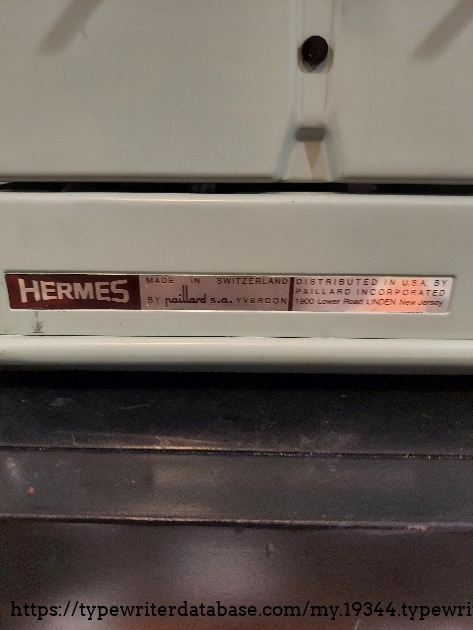 HERMES
MADE IN SWITZERLAND
BY paillard s.a. YVERDON
DISTRIBUTED IN U.S.A. BY
PAILLARD INCORPORATED
1900 Lower Road LINDEN New Jersey
https://typewriterdatabase.com/my.19344.typewri